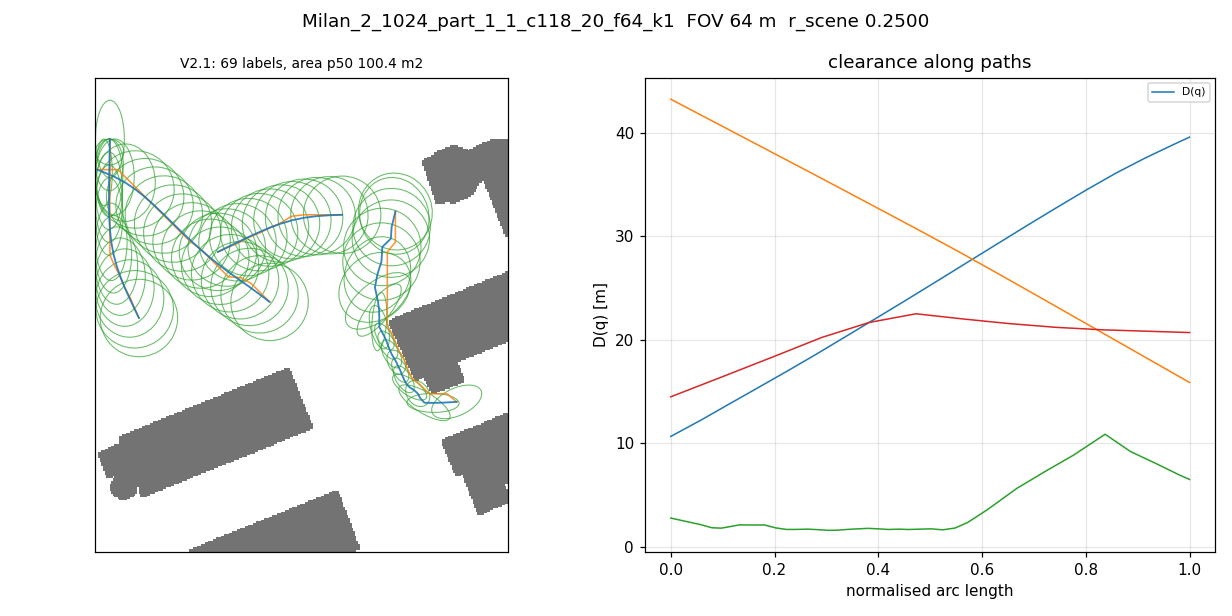 Milan_2_1024_part_1_1_c118_20_f64_k1  FOV 64 m  r_scene 0.2500
V2.1: 69 labels, area p50 100.4 m2
clearance along paths
D(q)
D(q) [m]
40
30
20
10
0
0.0 0.2 0.4 0.6 0.8 1.0
normalised arc length